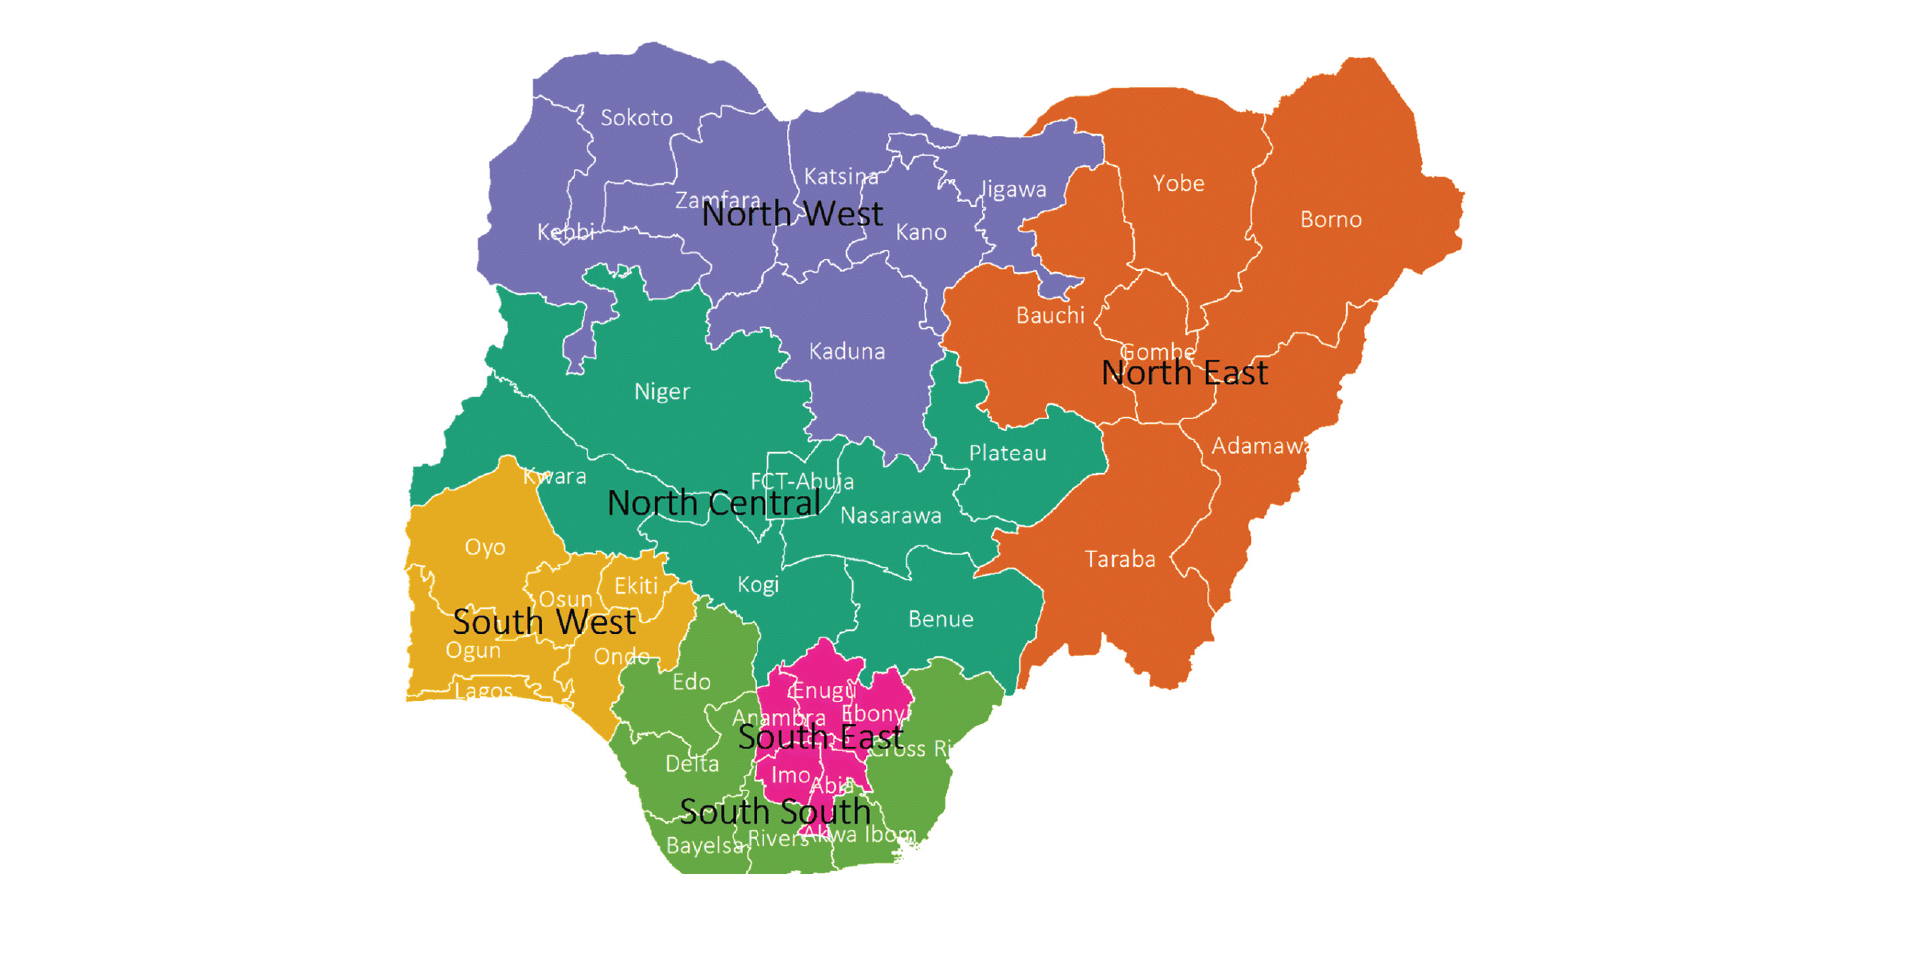 Sokoto
Katsina
Zamfara
Jigawa
Yobe
North West
Borno
Kebbi
Kano
Bauchi
Kaduna
Gombe
North East
Niger
Adamawa
Plateau
Kwara
FCT-Abuja
North Central
Nasarawa
Oyo
Taraba
Ekiti
Kogi
Osun
South West
Benue
Ogun
Ondo
Edo
Lagos
Enugu
Anambra
Ebonyi
South East
Cross Ri
Delta
Imo
Abia
South South
Akwa Ibom
Rivers
Bayelsa